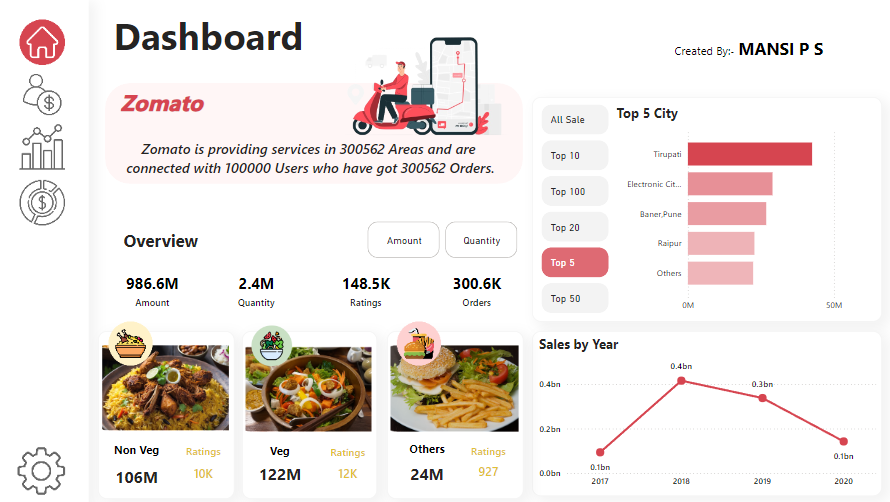 Dashboard
Created By:- MANSI P S
Zomato
Zomato is providing services in 300562 Areas and are
connected with 100000 Users who have got 300562 Orders.
Overview
Amount
Quantity
986.6M
Amount
2.4M
Quantity
148.5K
Ratings
300.6K
Orders
Non Veg
106M
Ratings
10K
Veg
122M
Ratings
12K
Others
24M
Ratings
927
All Sale
Top 10
Top 100
Top 20
Top 5
Top 50
Top 5 City
Tirupati
Electronic Cit...
Baner,Pune
Raipur
Others
0M
50M
Sales by Year
0.4bn
0.2bn
0.0bn
0.1bn
0.4bn
0.3bn
0.1bn
2017
2018
2019
2020